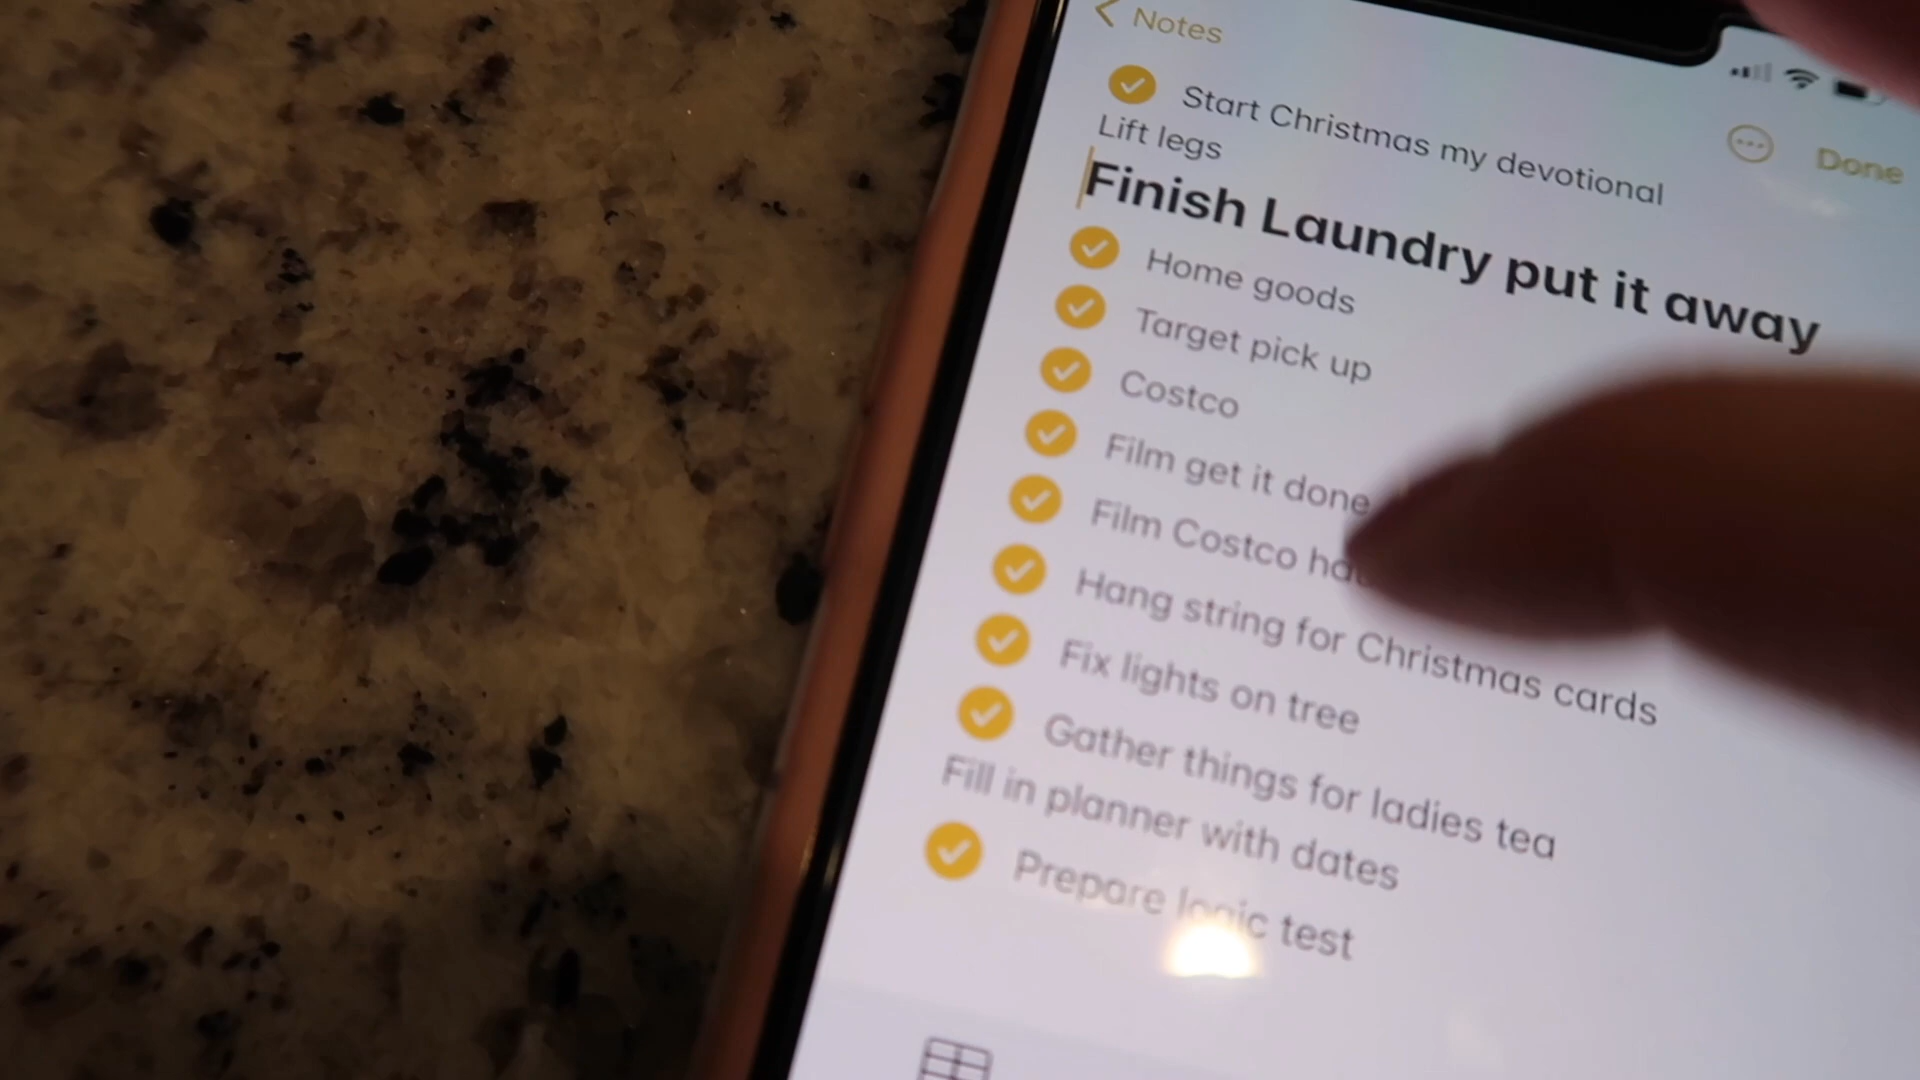 Notes
Done
Start Christmas my devotional
Lift legs
Finish Laundry put it away
Home goods
Target pick up
Costco
Film get it done
Film Costco
Hang string for Christmas cards
Fix lights on tree
Gather things for ladies tea
Fill in planner with dates
Prepare logic test